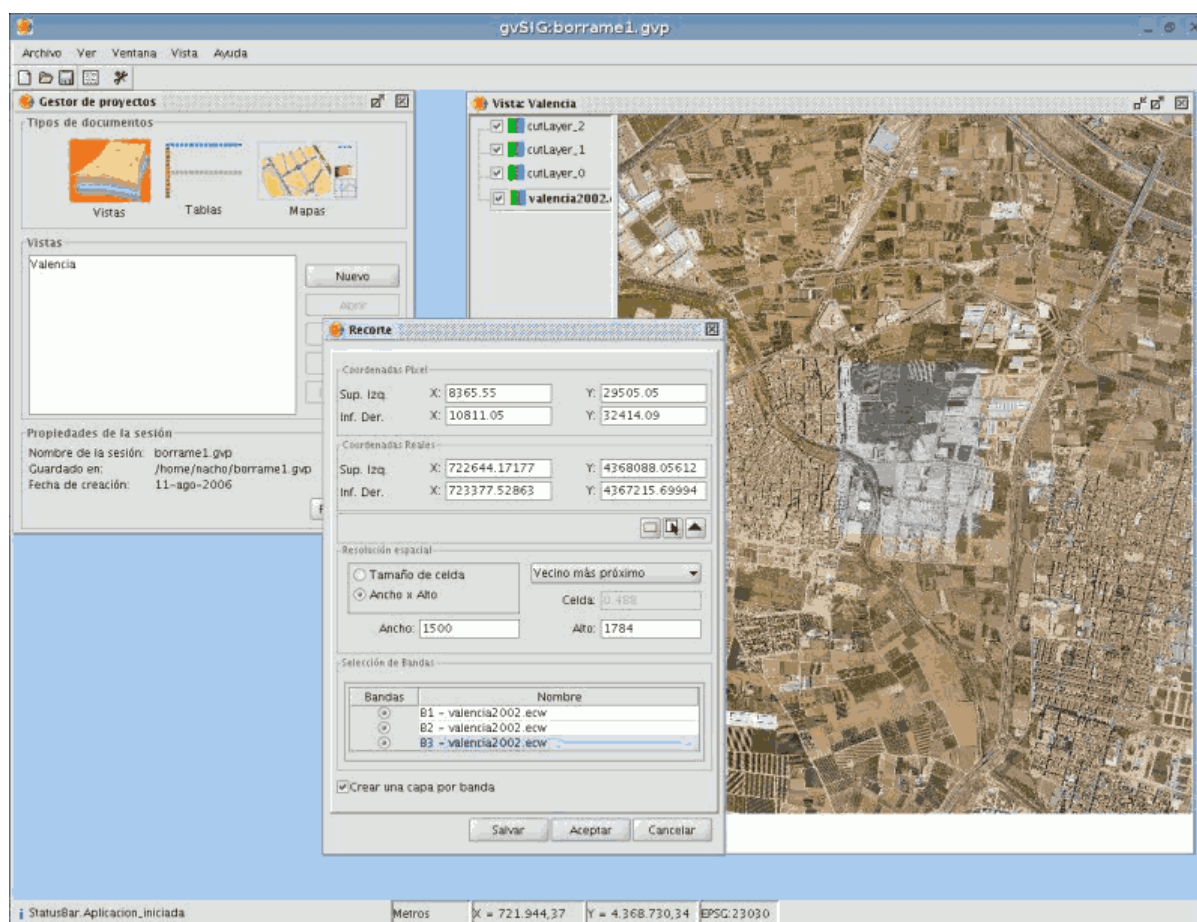 gvSIG:borrame1.gvp
Archivo Ver Ventana Vista Ayuda
Gestor de proyectos
Tipos de documentos
Vistas Tablas Mapas
Vistas
Valencia
Nuevo
Abrir
Propiedades de la sesión
Nombre de la sesión: borrame1.gvp
Guardado en: /home/nacho/borrame1.gvp
Fecha de creación: 11-ago-2006
Vista: Valencia
cutLayer_2
cutLayer_1
cutLayer_0
valencia2002.
Recorte
Coordenadas Pixel
Sup. Izq. X: 8365.55 Y: 29505.05
Inf. Der. X: 10811.05 Y: 32414.09
Coordenadas Reales
Sup. Izq. X: 722644.17177 Y: 4368088.05612
Inf. Der. X: 723377.52863 Y: 4367215.69994
Resolución espacial
Tamaño de celda Vecino más próximo
Ancho x Alto Celda: 0.488
Ancho: 1500 Alto: 1784
Selección de Bandas
Bandas Nombre
B1 - valencia2002.ecw
B2 - valencia2002.ecw
B3 - valencia2002.ecw
Crear una capa por banda
Salvar Aceptar Cancelar
StatusBar.Aplicacion_iniciada Metros X = 721.944,37 Y = 4.368.730,34 EPSG:23030